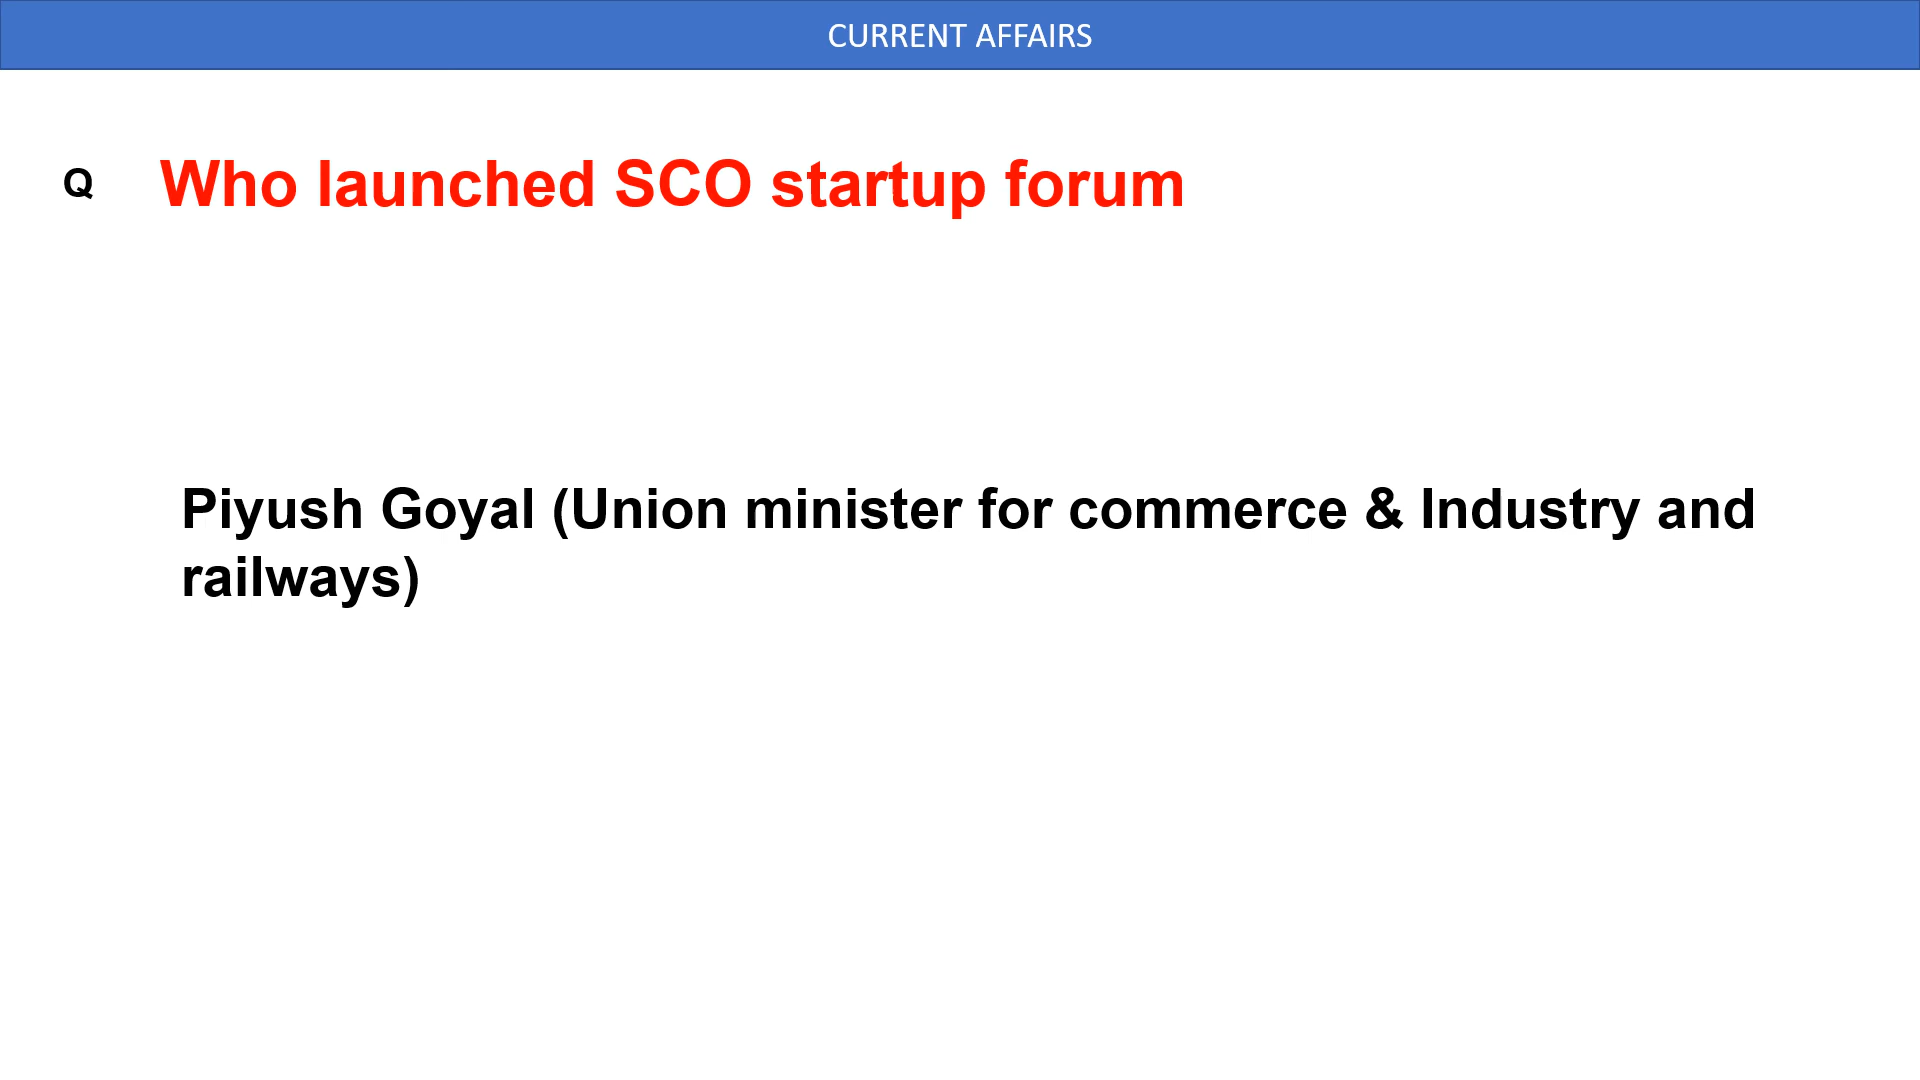 CURRENT AFFAIRS
Q Who launched SCO startup forum
Piyush Goyal (Union minister for commerce & Industry and
railways)